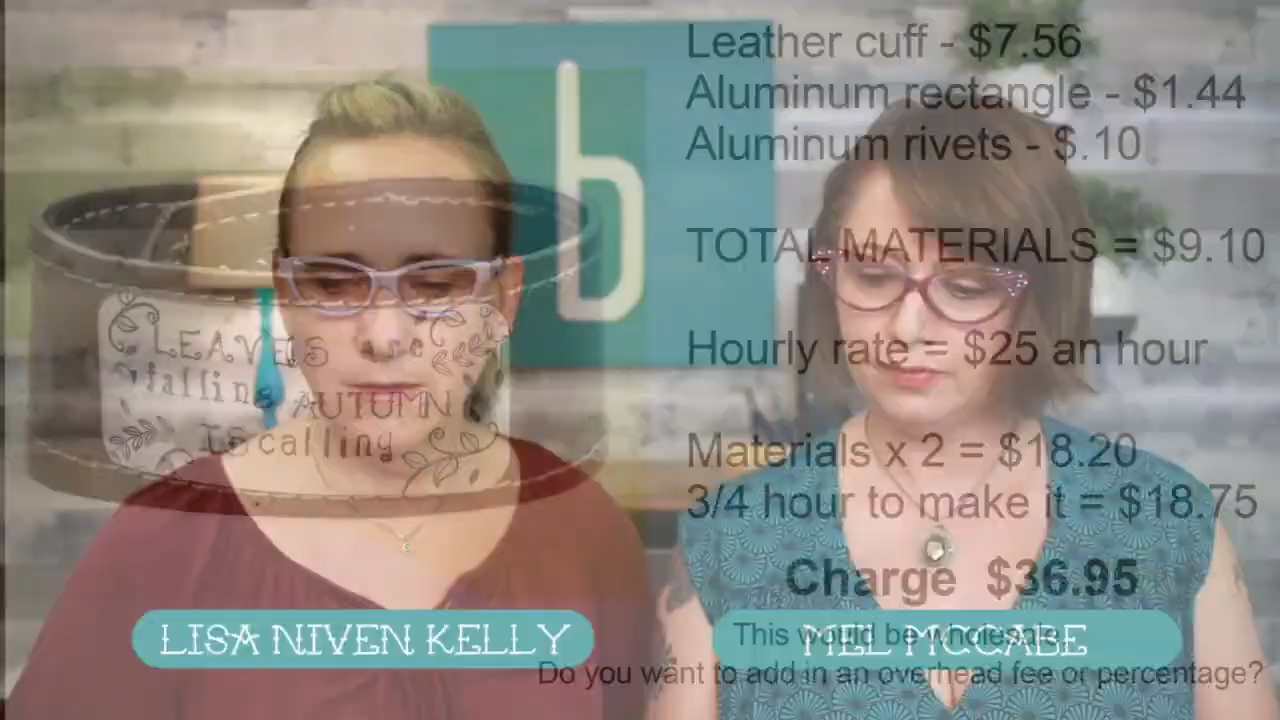 b
Leather cuff - $7.56
Aluminum rectangle - $1.44
Aluminum rivets - $.10
TOTAL MATERIALS = $9.10
Hourly rate = $25 an hour
Materials x 2 = $18.20
3/4 hour to make it = $18.75
Charge $36.95
This would be wholesale.
Do you want to add in an overhead fee or percentage?
LEAVES are
falling AUTUMN
IS calling
LISA NIVEN KELLY
MEL MCCABE